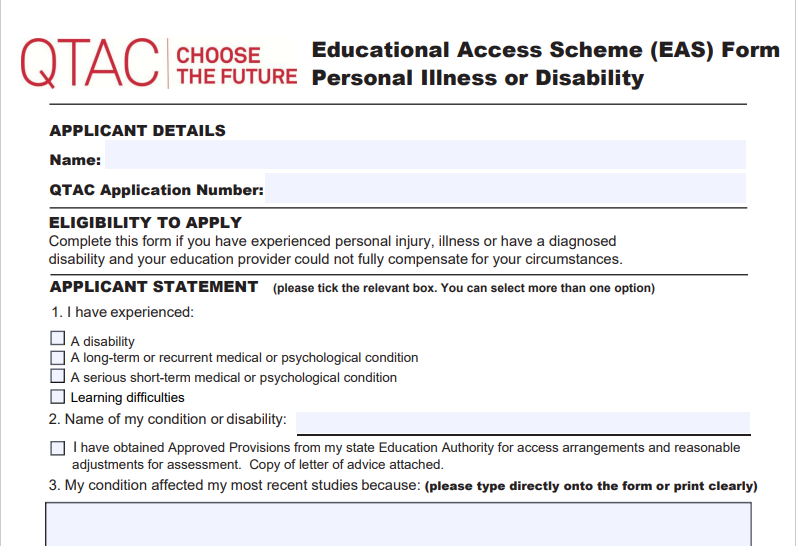 QTAC CHOOSE THE FUTURE
Educational Access Scheme (EAS) Form
Personal Illness or Disability
APPLICANT DETAILS
Name:
QTAC Application Number:
ELIGIBILITY TO APPLY
Complete this form if you have experienced personal injury, illness or have a diagnosed
disability and your education provider could not fully compensate for your circumstances.
APPLICANT STATEMENT (please tick the relevant box. You can select more than one option)
1. I have experienced:
A disability
A long-term or recurrent medical or psychological condition
A serious short-term medical or psychological condition
Learning difficulties
2. Name of my condition or disability:
I have obtained Approved Provisions from my state Education Authority for access arrangements and reasonable
adjustments for assessment. Copy of letter of advice attached.
3. My condition affected my most recent studies because: (please type directly onto the form or print clearly)